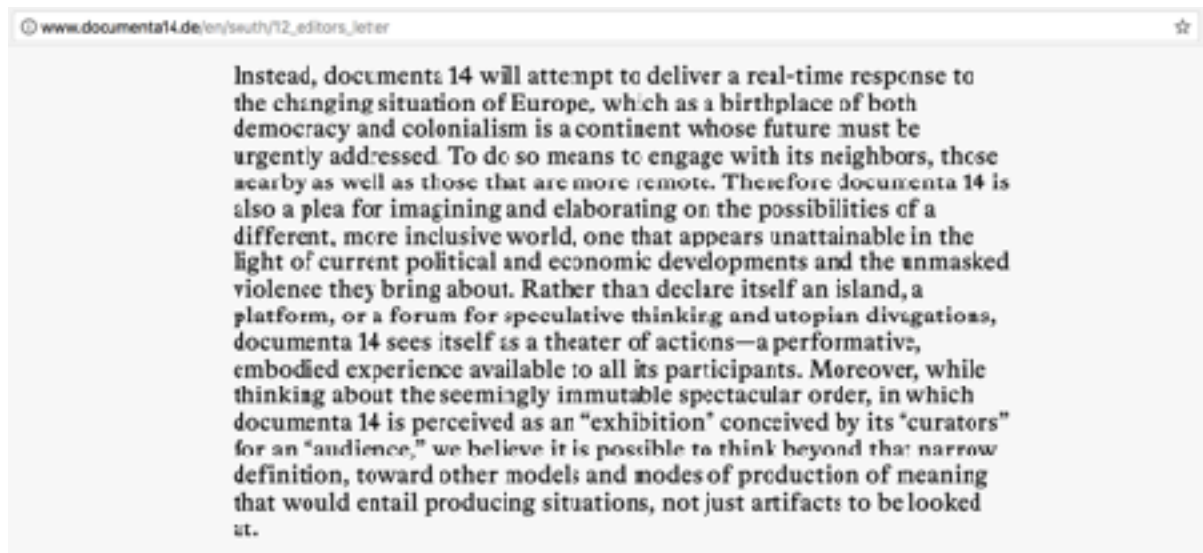 www.documenta14.de/en/south/12_editors_letter
Instead, documenta 14 will attempt to deliver a real-time response to
the changing situation of Europe, which as a birthplace of both
democracy and colonialism is a continent whose future must be
urgently addressed. To do so means to engage with its neighbors, those
nearby as well as those that are more remote. Therefore documenta 14 is
also a plea for imagining and elaborating on the possibilities of a
different, more inclusive world, one that appears unattainable in the
light of current political and economic developments and the unmasked
violence they bring about. Rather than declare itself an island, a
platform, or a forum for speculative thinking and utopian divagations,
documenta 14 sees itself as a theater of actions—a performative,
embodied experience available to all its participants. Moreover, while
thinking about the seemingly immutable spectacular order, in which
documenta 14 is perceived as an “exhibition” conceived by its “curators”
for an “audience,” we believe it is possible to think beyond that narrow
definition, toward other models and modes of production of meaning
that would entail producing situations, not just artifacts to be looked
at.